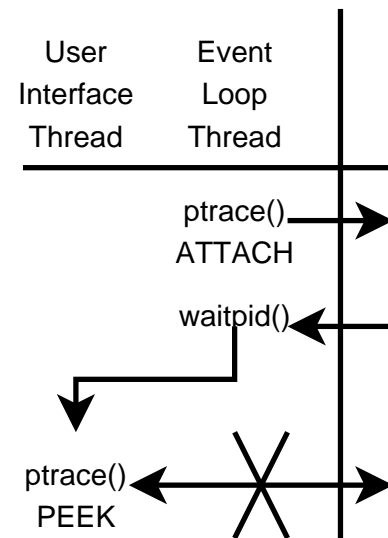 User
Interface
Thread
Event
Loop
Thread
ptrace()
ATTACH
waitpid()
ptrace()
PEEK